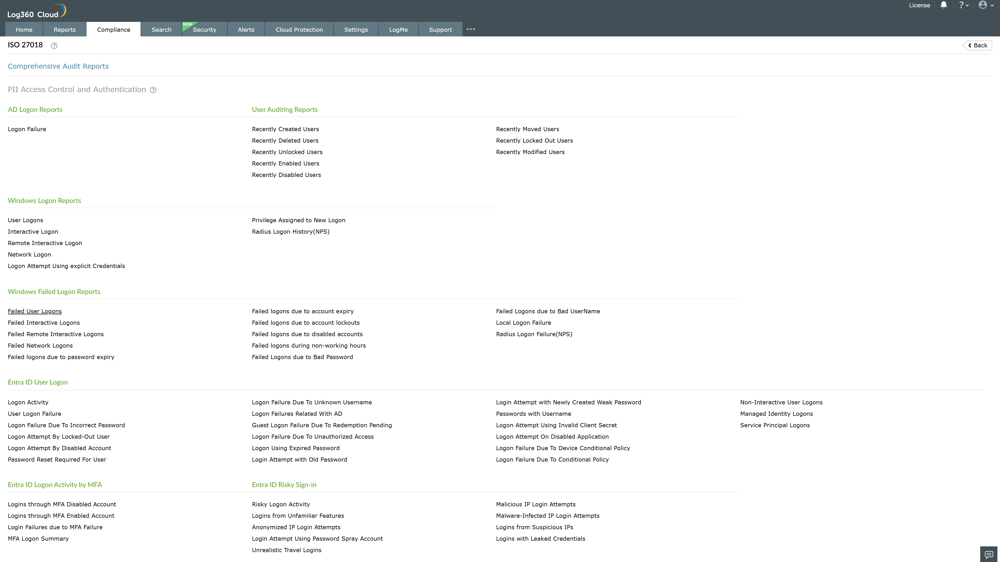 License
?
Log360 Cloud
Home
Reports
Compliance
Search
NEW
Security
Alerts
Cloud Protection
Settings
LogMe
Support
ISO 27018 ?
Back
Comprehensive Audit Reports
PII Access Control and Authentication ?
AD Logon Reports
Logon Failure
User Auditing Reports
Recently Created Users
Recently Deleted Users
Recently Unlocked Users
Recently Enabled Users
Recently Disabled Users
Recently Moved Users
Recently Locked Out Users
Recently Modified Users
Windows Logon Reports
User Logons
Interactive Logon
Remote Interactive Logon
Network Logon
Logon Attempt Using explicit Credentials
Privilege Assigned to New Logon
Radius Logon History(NPS)
Windows Failed Logon Reports
Failed User Logons
Failed Interactive Logons
Failed Remote Interactive Logons
Failed Network Logons
Failed logons due to password expiry
Failed logons due to account expiry
Failed logons due to account lockouts
Failed logons due to disabled accounts
Failed logons during non-working hours
Failed Logons due to Bad Password
Failed Logons due to Bad UserName
Local Logon Failure
Radius Logon Failure(NPS)
Entra ID User Logon
Logon Activity
User Logon Failure
Logon Failure Due To Incorrect Password
Logon Attempt By Locked-Out User
Logon Attempt By Disabled Account
Password Reset Required For User
Logon Failure Due To Unknown Username
Logon Failures Related With AD
Guest Logon Failure Due To Redemption Pending
Logon Failure Due To Unauthorized Access
Logon Using Expired Password
Login Attempt with Old Password
Login Attempt with Newly Created Weak Password
Passwords with Username
Logon Attempt Using Invalid Client Secret
Logon Attempt On Disabled Application
Logon Failure Due To Device Conditional Policy
Logon Failure Due To Conditional Policy
Non-Interactive User Logons
Managed Identity Logons
Service Principal Logons
Entra ID Logon Activity by MFA
Logins through MFA Disabled Account
Logins through MFA Enabled Account
Login Failures due to MFA Failure
MFA Logon Summary
Entra ID Risky Sign-in
Risky Logon Activity
Logins from Unfamiliar Features
Anonymized IP Login Attempts
Login Attempt Using Password Spray Account
Unrealistic Travel Logins
Malicious IP Login Attempts
Malware-Infected IP Login Attempts
Logins from Suspicious IPs
Logins with Leaked Credentials